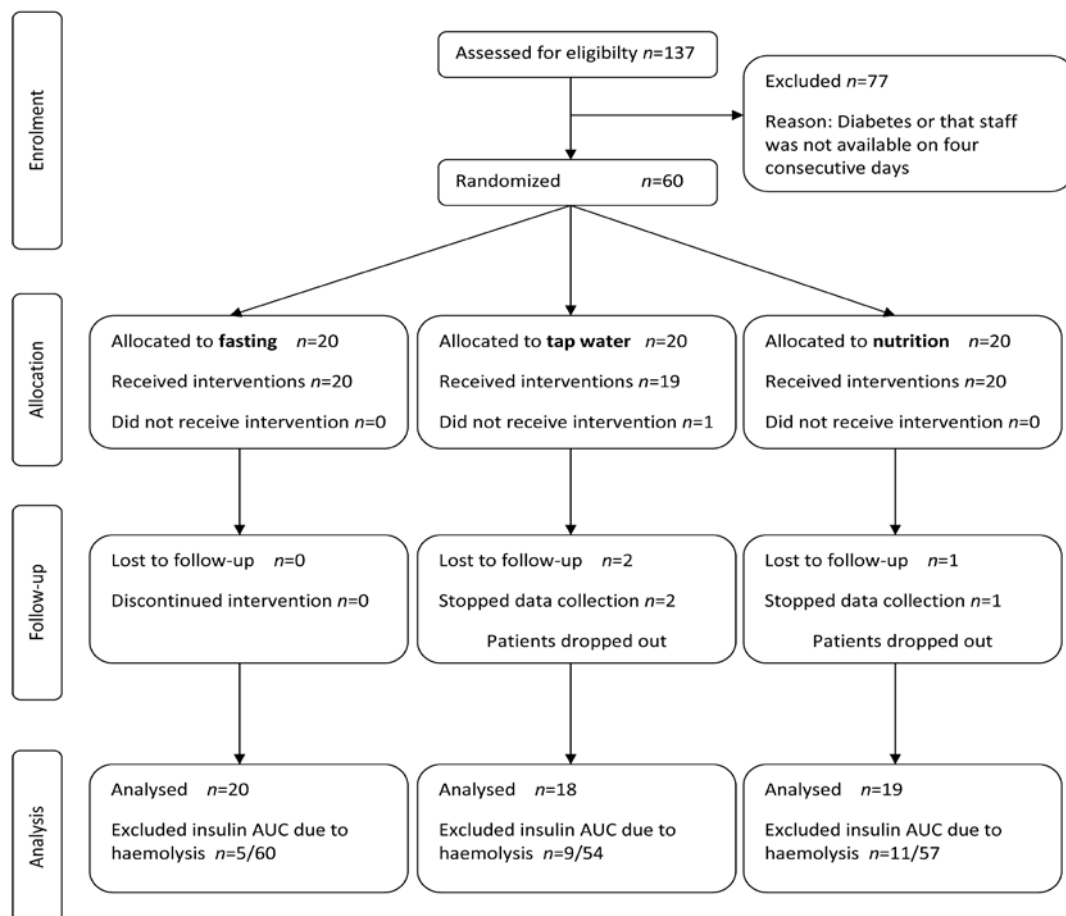 Enrolment
Assessed for eligibilty n=137
Excluded n=77
Reason: Diabetes or that staff
was not available on four
consecutive days
Randomized n=60
Allocation
Allocated to fasting n=20
Received interventions n=20
Did not receive intervention n=0
Allocated to tap water n=20
Received interventions n=19
Did not receive intervention n=1
Allocated to nutrition n=20
Received interventions n=20
Did not receive intervention n=0
Follow-up
Lost to follow-up n=0
Discontinued intervention n=0
Lost to follow-up n=2
Stopped data collection n=2
Patients dropped out
Lost to follow-up n=1
Stopped data collection n=1
Patients dropped out
Analysis
Analysed n=20
Excluded insulin AUC due to
haemolysis n=5/60
Analysed n=18
Excluded insulin AUC due to
haemolysis n=9/54
Analysed n=19
Excluded insulin AUC due to
haemolysis n=11/57